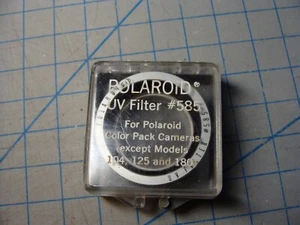 POLAROID®
UV Filter #585
For Polaroid
Color Pack Cameras
except Models
104, 125 and 180